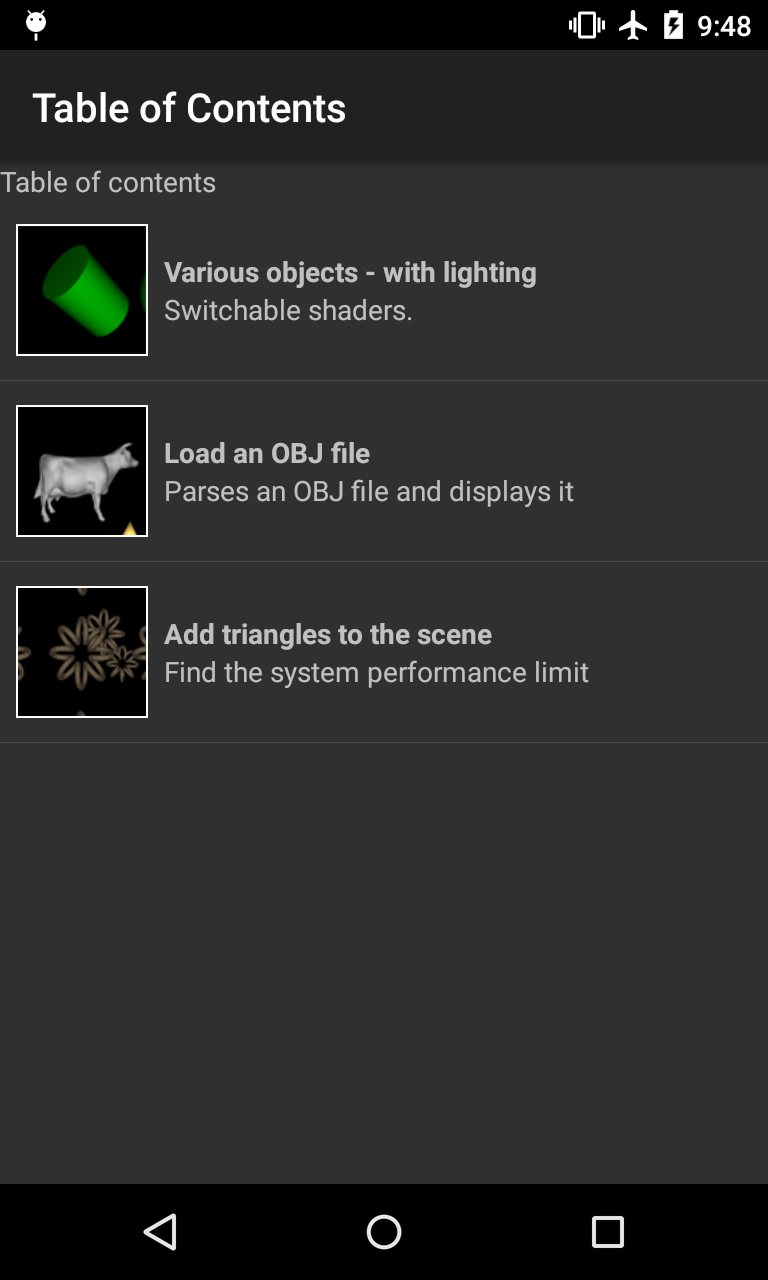 9:48
Table of Contents
Table of contents
Various objects - with lighting
Switchable shaders.
Load an OBJ file
Parses an OBJ file and displays it
Add triangles to the scene
Find the system performance limit